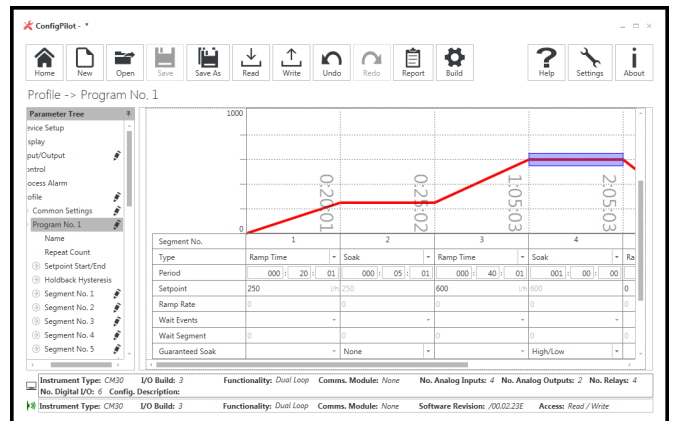 ConfigPilot - *
Home New Open Save Save As Read Write Undo Redo Report Build Help Settings About
Profile -> Program No, 1
Parameter Tree
evice Setup
splay
put/Output
ontrol
ocess Alarm
ofile
Common Settings
Program No. 1
Name
Repeat Count
Setpoint Start/End
Holdback Hysteresis
Segment No. 1
Segment No. 2
Segment No. 3
Segment No. 4
Segment No. 5
1000
0
0:20:01
0:25:02
1:05:03
2:05:03
Segment No. 1 2 3 4
Type Ramp Time Soak Ramp Time Soak Ra
Period 000 : 20 : 01 000 : 05 : 01 000 : 40 : 01 001 : 00 : 00
Setpoint 250 l/h 250 600 l/h 600 0
Ramp Rate 0 0 0 0 0
Wait Events
Wait Segment 0 0 0 0 0
Guaranteed Soak None High/Low
Instrument Type: CM30 I/O Build: 3 Functionality: Dual Loop Comms. Module: None No. Analog Inputs: 4 No. Analog Outputs: 2 No. Relays: 4
No. Digital I/O: 6 Config. Description:
Instrument Type: CM30 I/O Build: 3 Functionality: Dual Loop Comms. Module: None Software Revision: /00.02.23E Access: Read / Write